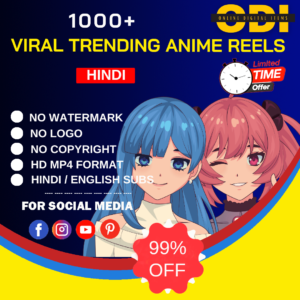 1000+
ODI
ONLINE DIGITAL ITEMS
VIRAL TRENDING ANIME REELS
HINDI
Limited
TIME
Offer
NO WATERMARK
NO LOGO
NO COPYRIGHT
HD MP4 FORMAT
HINDI / ENGLISH SUBS
FOR SOCIAL MEDIA
99%
OFF